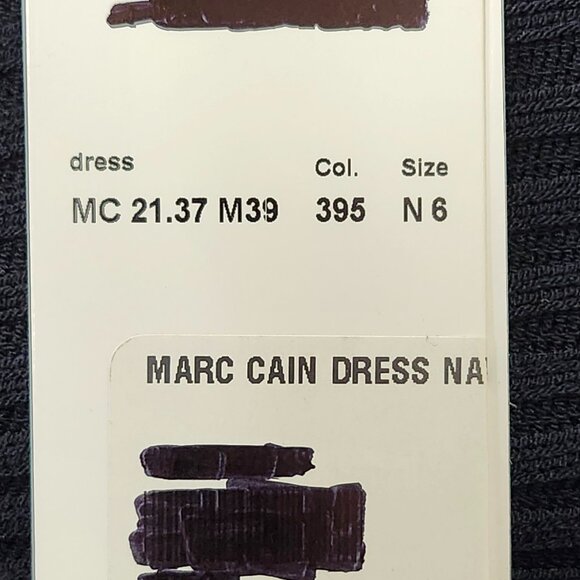 dress Col. Size
MC 21.37 M39 395 N 6
MARC CAIN DRESS NA